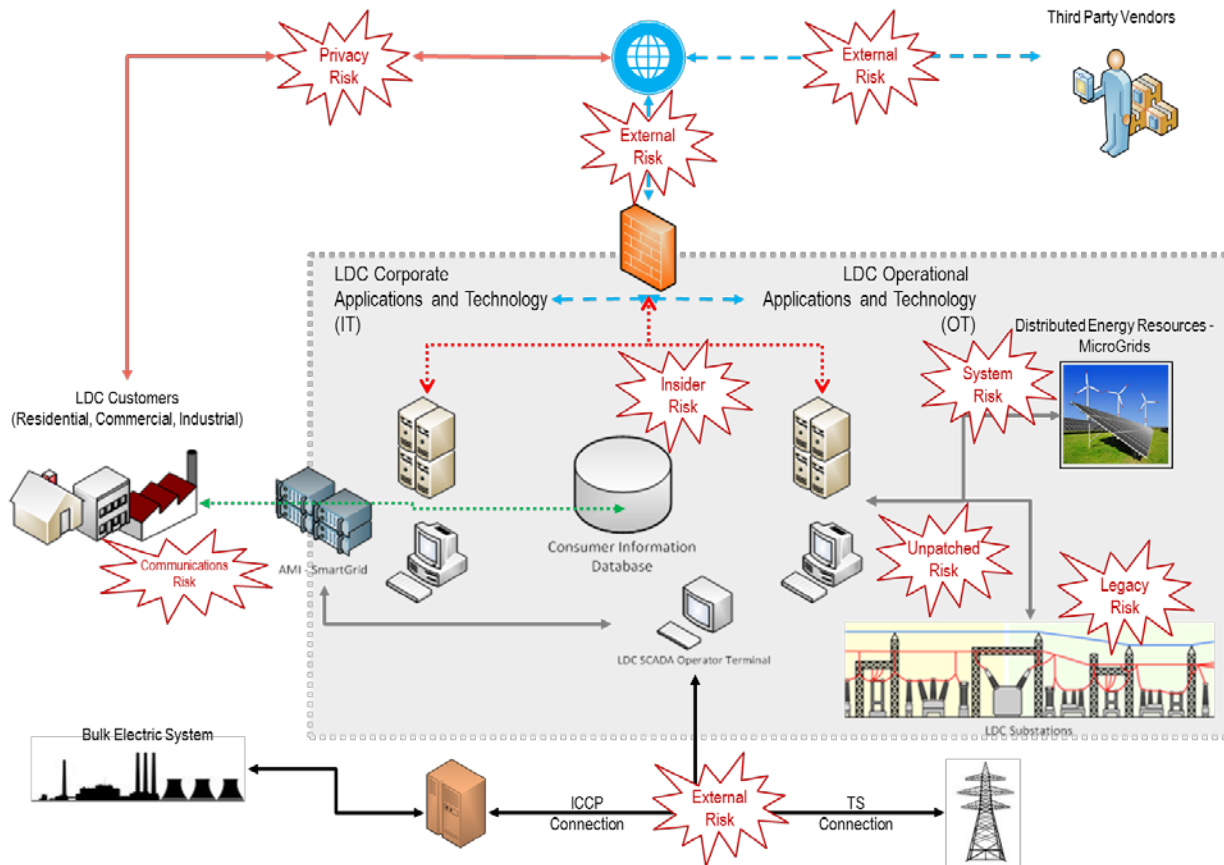 Third Party Vendors
Privacy
Risk
External
Risk
External
Risk
LDC Corporate
Applications and Technology
(IT)
LDC Operational
Applications and Technology
(OT)
Distributed Energy Resources -
MicroGrids
System
Risk
Insider
Risk
LDC Customers
(Residential, Commercial, Industrial)
Communications
Risk
AMI - SmartGrid
Consumer Information
Database
Unpatched
Risk
Legacy
Risk
LDC SCADA Operator Terminal
LDC Substations
Bulk Electric System
ICCP
Connection
External
Risk
TS
Connection